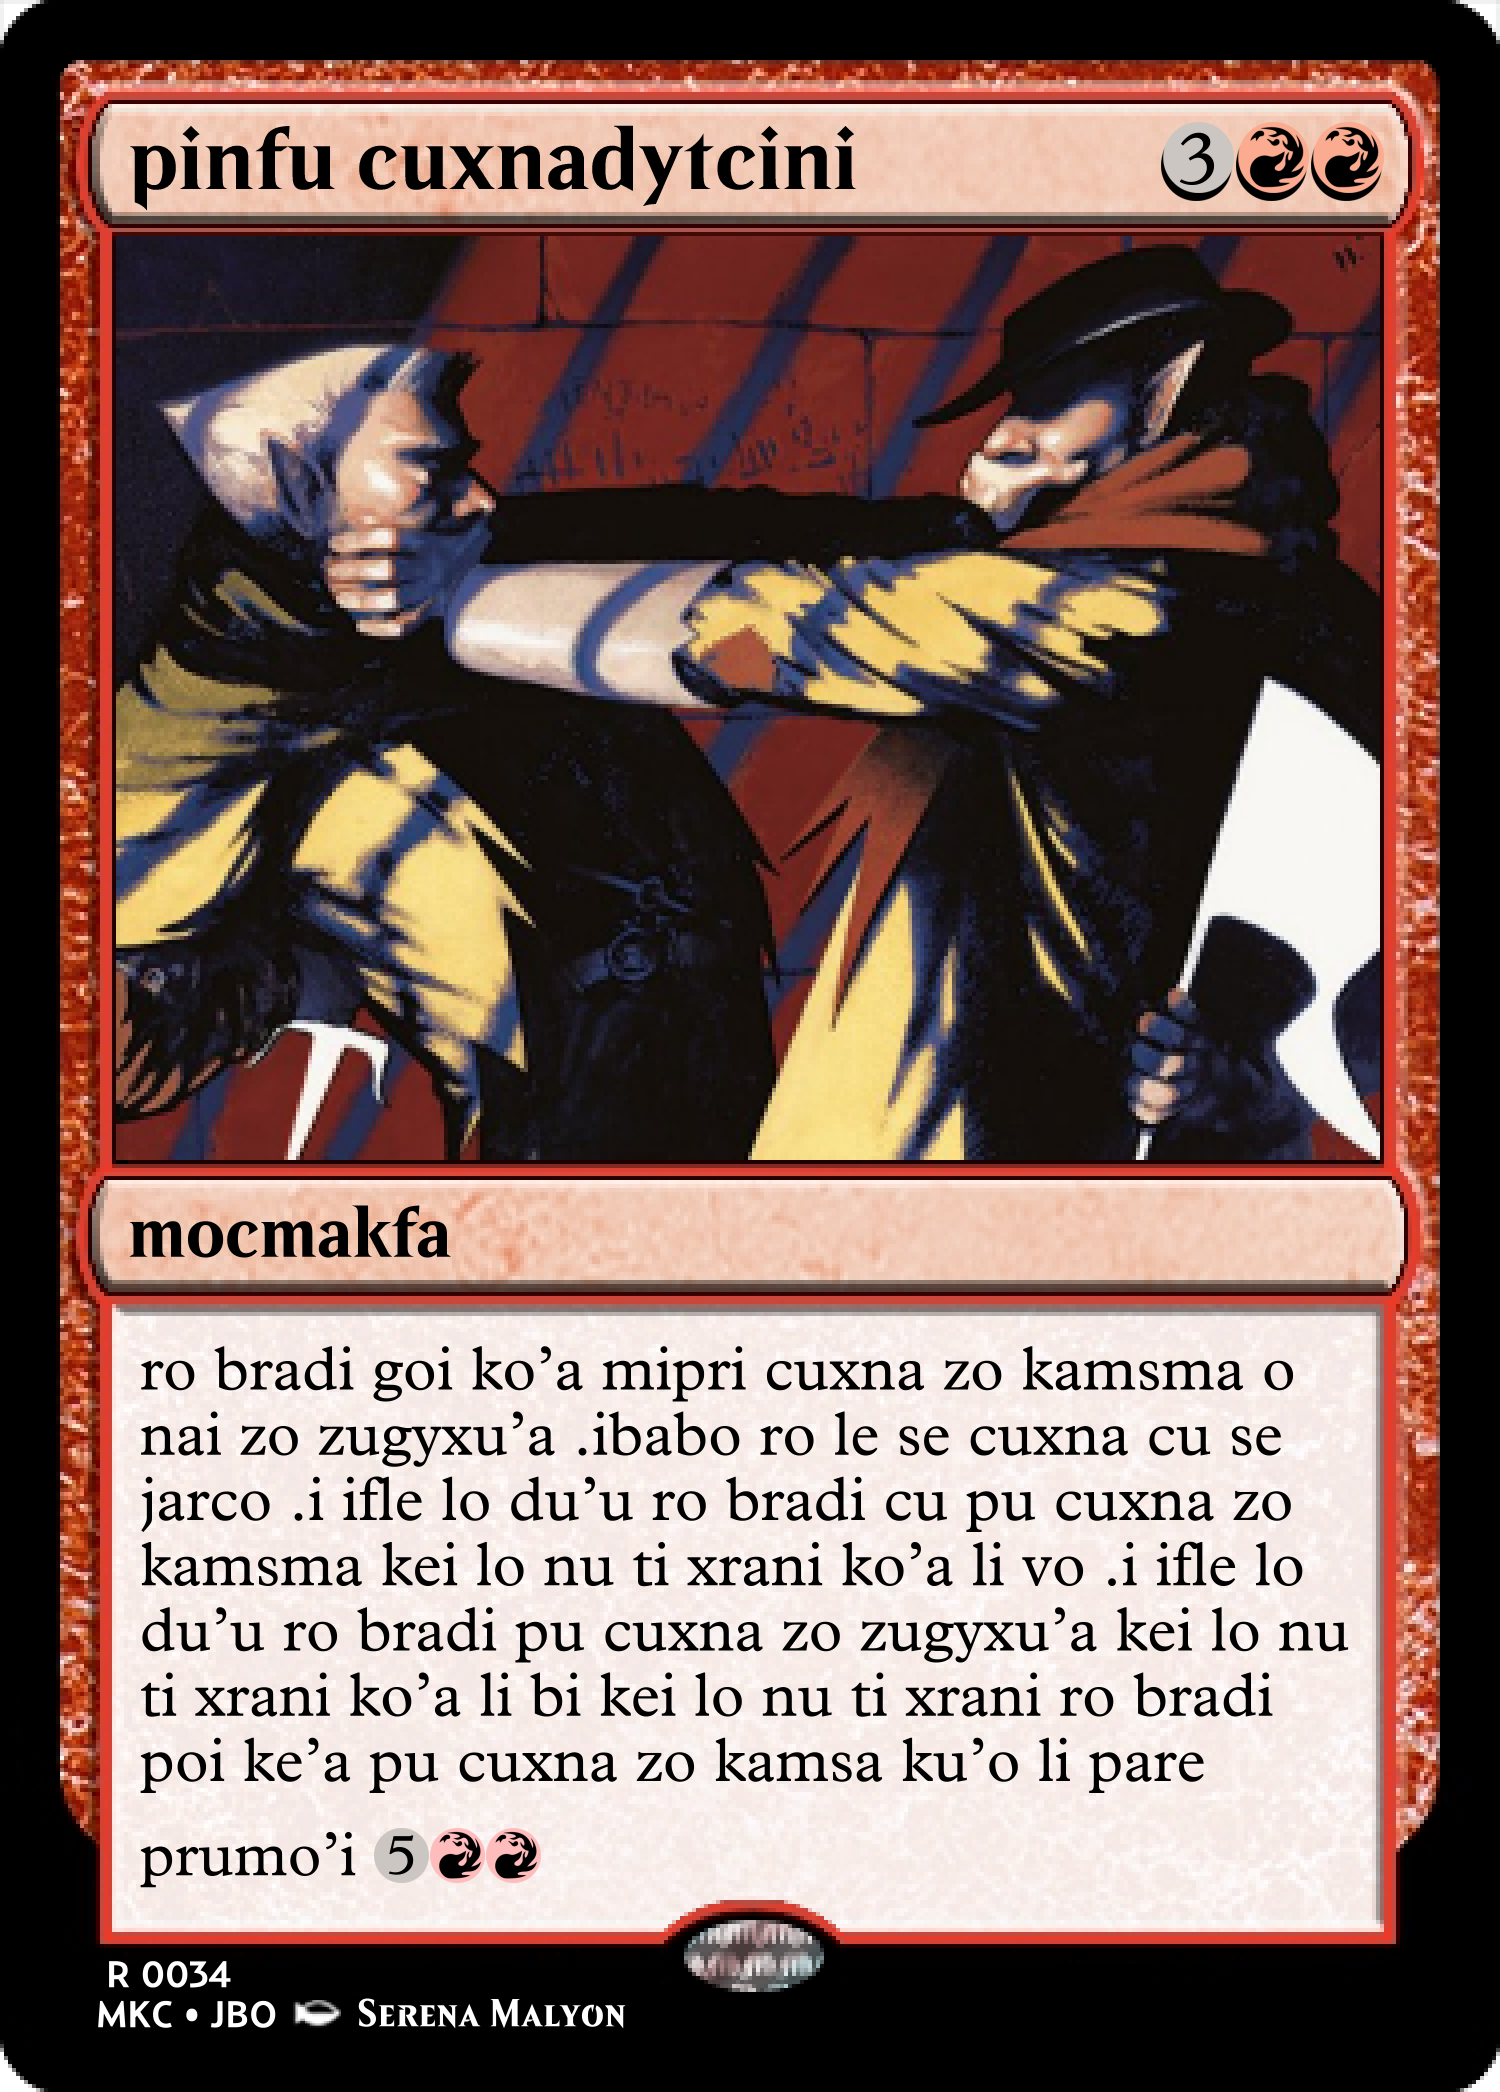 pinfu cuxnadytcini 3
mocmakfa
ro bradi goi ko’a mipri cuxna zo kamsma o
nai zo zugyxu’a .ibabo ro le se cuxna cu se
jarco .i ifle lo du’u ro bradi cu pu cuxna zo
kamsma kei lo nu ti xrani ko’a li vo .i ifle lo
du’u ro bradi pu cuxna zo zugyxu’a kei lo nu
ti xrani ko’a li bi kei lo nu ti xrani ro bradi
poi ke’a pu cuxna zo kamsa ku’o li pare
prumo’i 5
R 0034
MKC • JBO Serena Malyon